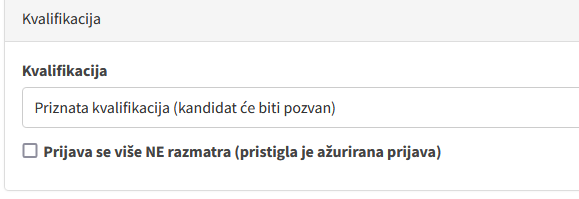 Kvalifikacija
Kvalifikacija
Priznata kvalifikacija (kandidat će biti pozvan)
Prijava se više NE razmatra (pristigla je ažurirana prijava)